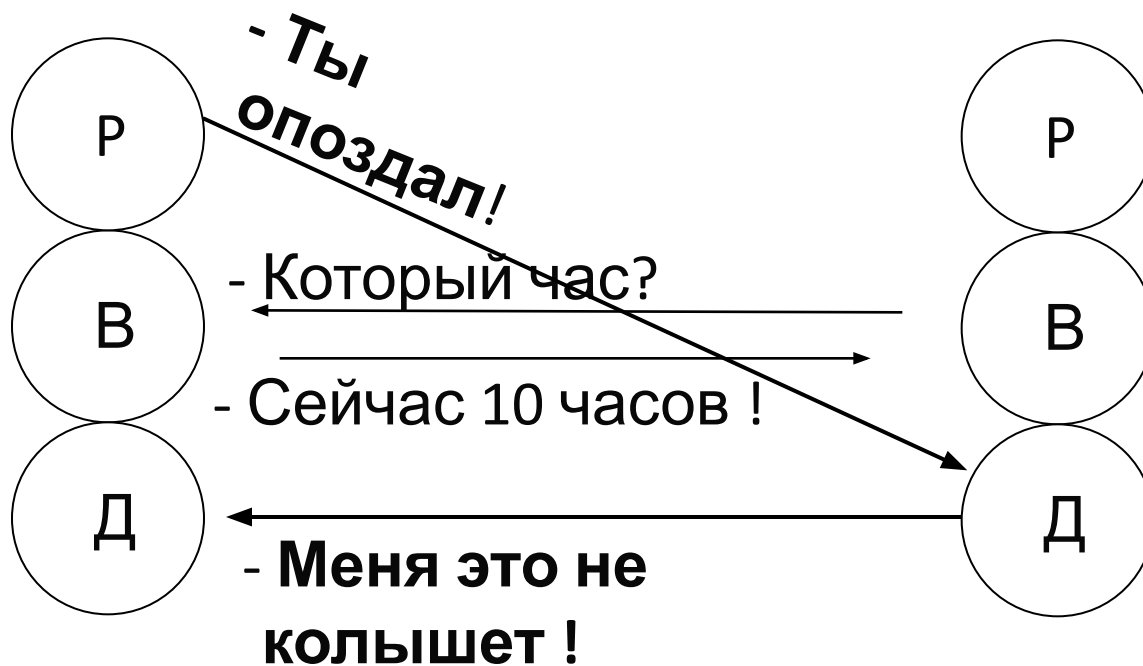 - Ты
опоздал!
Р
Р
- Который час?
В
В
- Сейчас 10 часов !
Д
Д
- Меня это не
колышет !